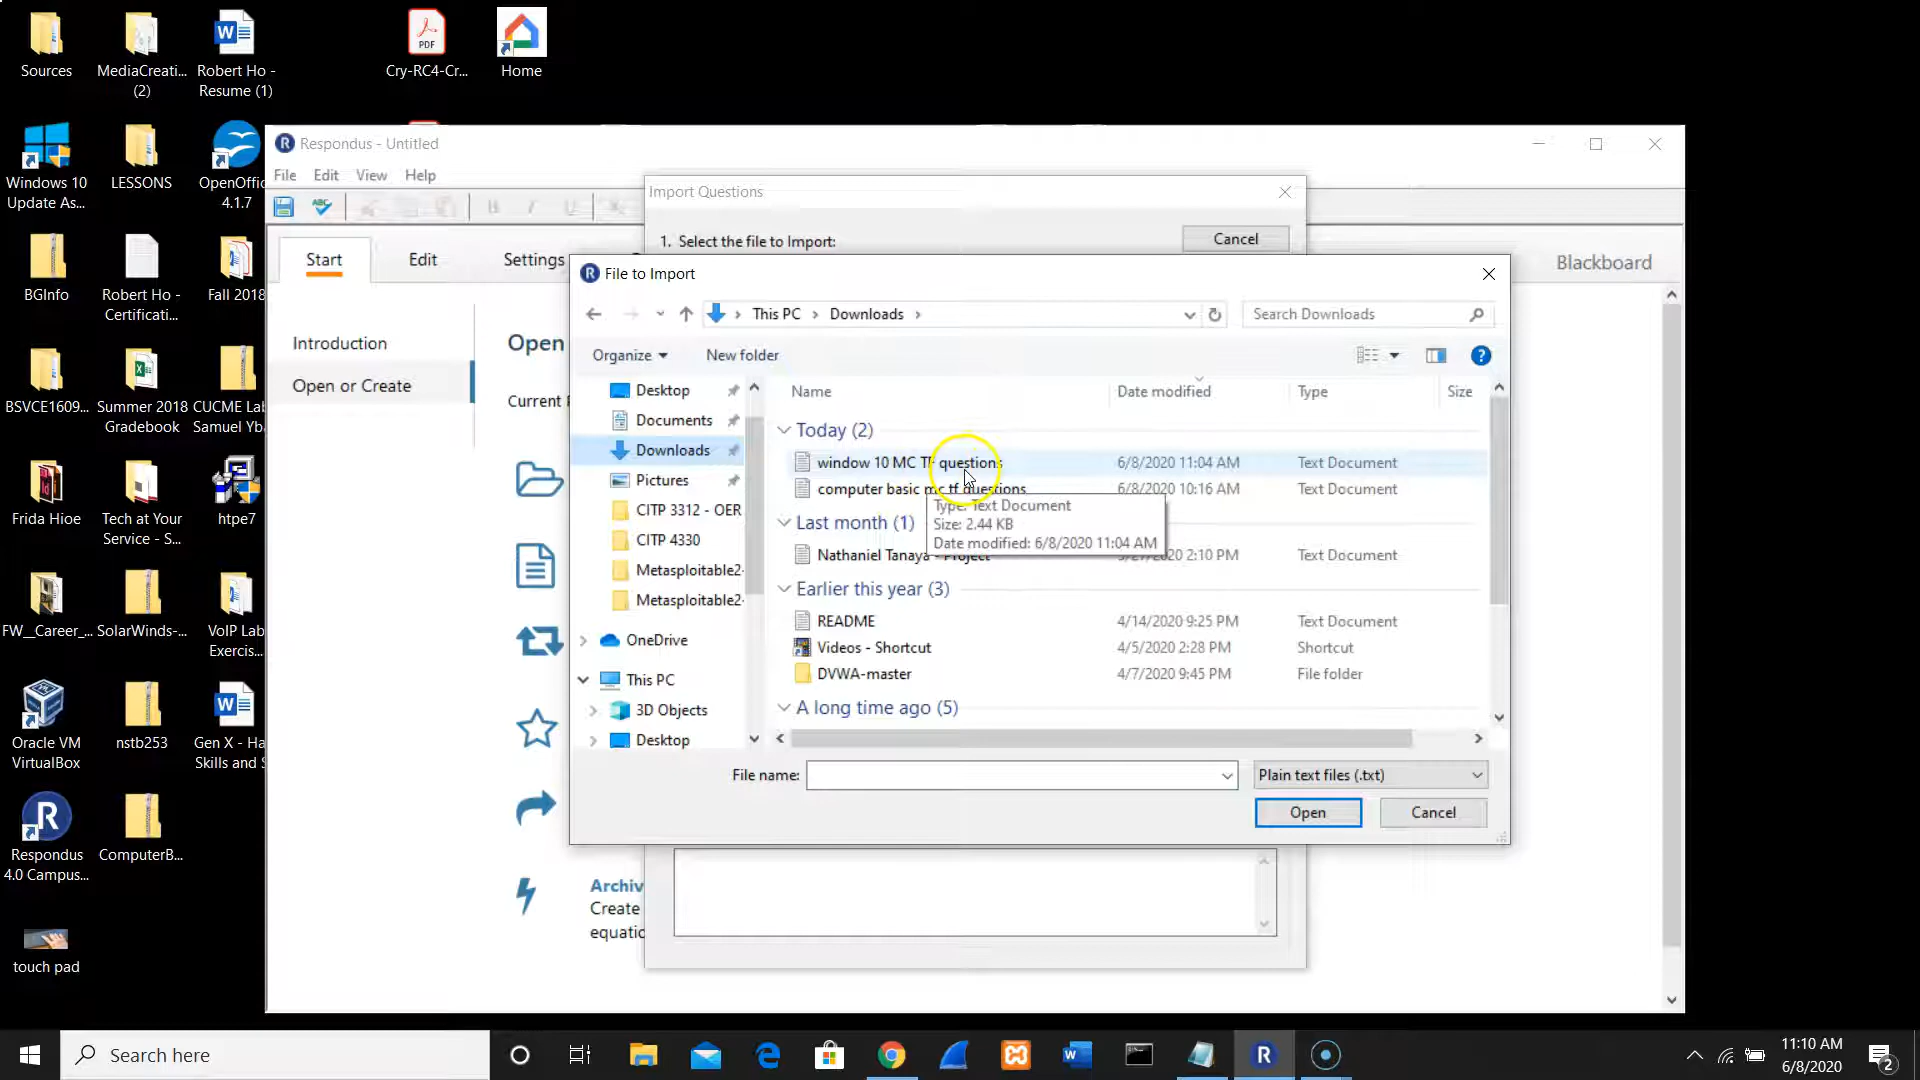 Sources
MediaCreati...
(2)
Robert Ho -
Resume (1)
PDF
Cry-RC4-Cr...
Home
Windows 10
Update As...
LESSONS
OpenOffic
4.1.7
BGInfo
Robert Ho -
Certificati...
Fall 2018
BSVCE1609...
Summer 2018
Gradebook
CUCME La
Samuel Yb
Frida Hioe
Tech at Your
Service - S...
htpe7
FW__Career_...
SolarWinds-...
VoIP Lab
Exercis...
Oracle VM
VirtualBox
nstb253
Gen X - Ha
Skills and S
Respondus
4.0 Campus...
ComputerB...
touch pad
Respondus - Untitled
File Edit View Help
Start
Edit
Settings
Blackboard
Introduction
Open or Create
Open
Current
Archiv
Create
equatio
Import Questions
1. Select the file to Import:
Cancel
File to Import
This PC > Downloads >
Search Downloads
Organize
New folder
Desktop
Documents
Downloads
Pictures
CITP 3312 - OER
CITP 4330
Metasploitable2-
Metasploitable2-
OneDrive
This PC
3D Objects
Desktop
Name Date modified Type Size
Today (2)
window 10 MC TF questions 6/8/2020 11:04 AM Text Document
computer basic mc tf questions 6/8/2020 10:16 AM Text Document
Type: Text Document
Size: 2.44 KB
Date modified: 6/8/2020 11:04 AM
Last month (1)
Nathaniel Tanaya - Project 2:10 PM Text Document
Earlier this year (3)
README 4/14/2020 9:25 PM Text Document
Videos - Shortcut 4/5/2020 2:28 PM Shortcut
DVWA-master 4/7/2020 9:45 PM File folder
A long time ago (5)
File name:
Plain text files (.txt)
Open
Cancel
Search here
11:10 AM
6/8/2020
2